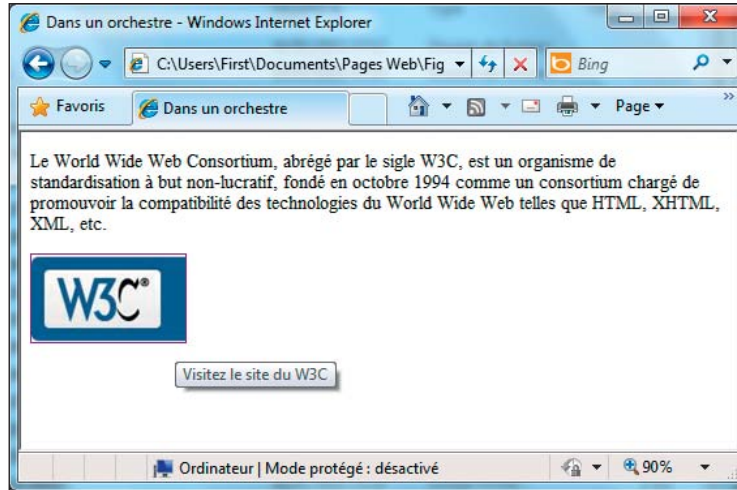 Dans un orchestre - Windows Internet Explorer
C:\Users\First\Documents\Pages Web\Fig
Bing
Favoris
Dans un orchestre
Page
Le World Wide Web Consortium, abrégé par le sigle W3C, est un organisme de
standardisation à but non-lucratif, fondé en octobre 1994 comme un consortium chargé de
promouvoir la compatibilité des technologies du World Wide Web telles que HTML, XHTML,
XML, etc.
W3C®
Visitez le site du W3C
Ordinateur | Mode protégé : désactivé
90%